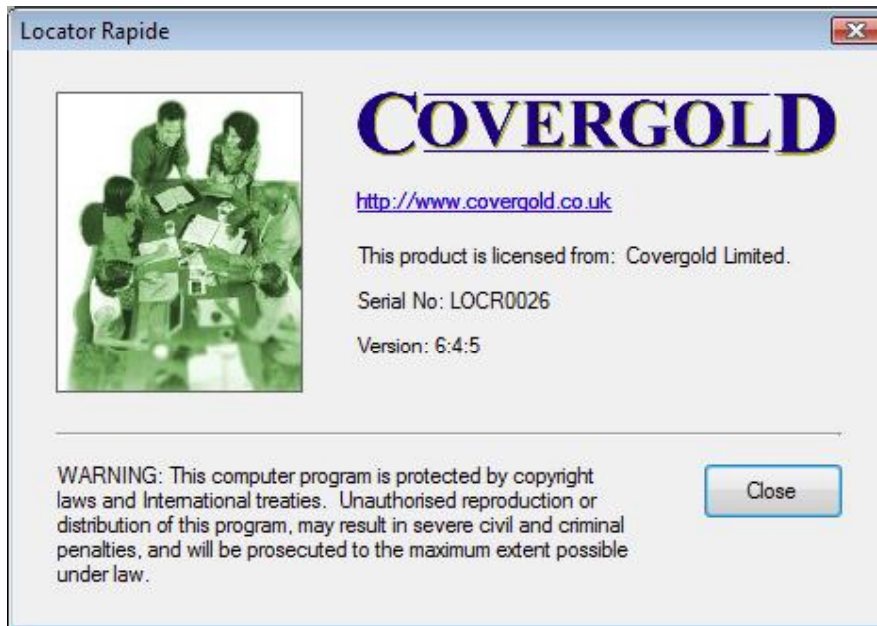 Locator Rapide
COVERGOLD
http://www.covergold.co.uk
This product is licensed from: Covergold Limited.
Serial No: LOCR0026
Version: 6:4:5
WARNING: This computer program is protected by copyright
laws and International treaties. Unauthorised reproduction or
distribution of this program, may result in severe civil and criminal
penalties, and will be prosecuted to the maximum extent possible
under law.
Close